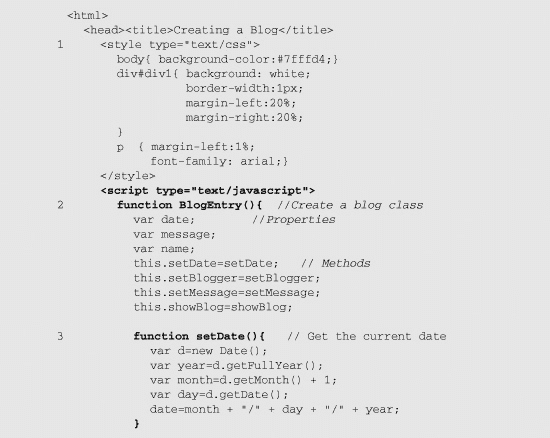 <html>
<head><title>Creating a Blog</title>
1 <style type="text/css">
body{ background-color:#7fffd4;}
div#div1{ background: white;
border-width:1px;
margin-left:20%;
margin-right:20%;
}
p { margin-left:1%;
font-family: arial;}
</style>
<script type="text/javascript">
2 function BlogEntry(){ //Create a blog class
var date; //Properties
var message;
var name;
this.setDate=setDate; // Methods
this.setBlogger=setBlogger;
this.setMessage=setMessage;
this.showBlog=showBlog;
3 function setDate(){ // Get the current date
var d=new Date();
var year=d.getFullYear();
var month=d.getMonth() + 1;
var day=d.getDate();
date=month + "/" + day + "/" + year;
}